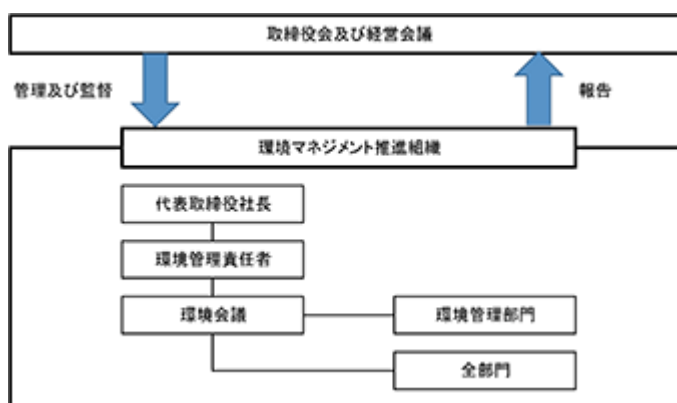 取締役会及び経営会議
管理及び監督
報告
環境マネジメント推進組織
代表取締役社長
環境管理責任者
環境会議
環境管理部門
全部門